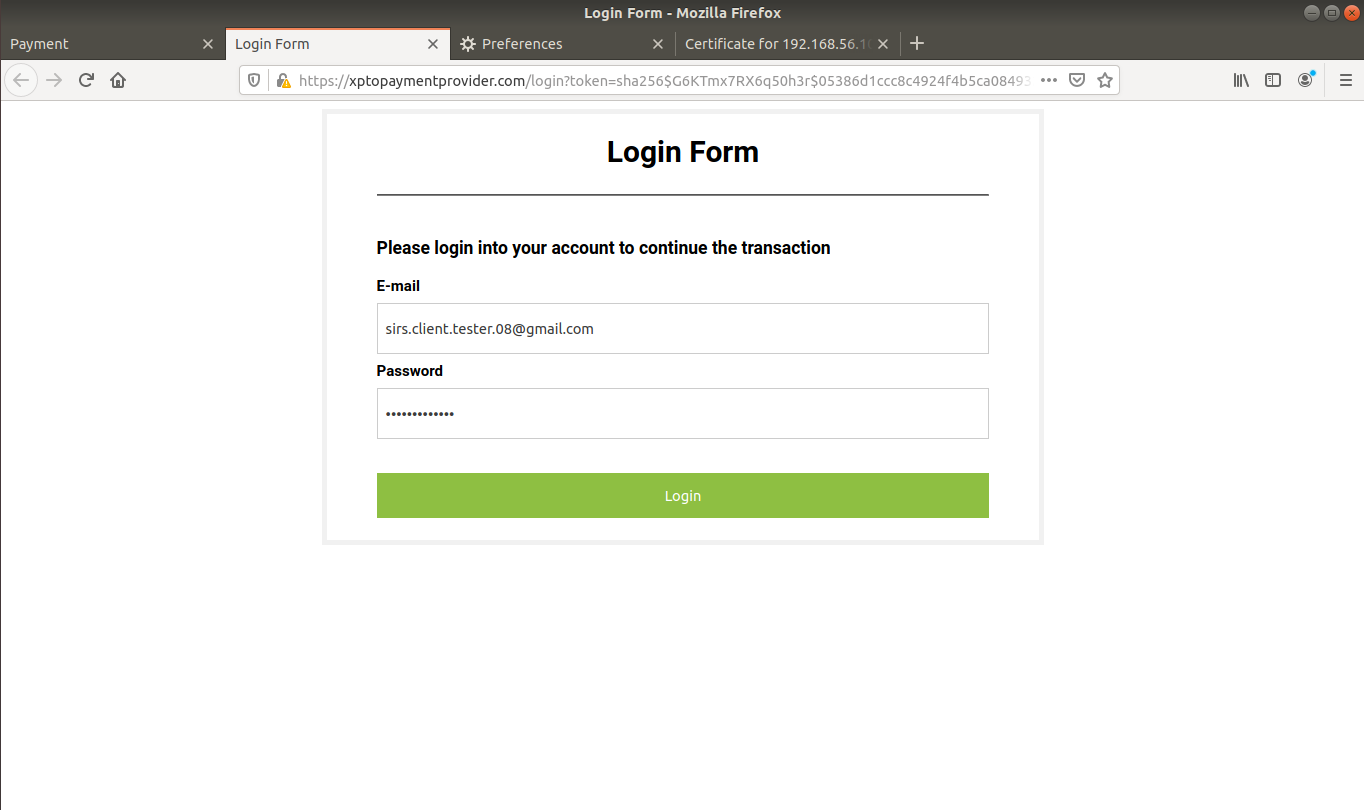 Login Form - Mozilla Firefox
Payment
Login Form
Preferences
Certificate for 192.168.56.10
https://xptopaymentprovider.com/login?token=sha256$G6KTmx7RX6q50h3r$05386d1ccc8c4924f4b5ca08493
Login Form
Please login into your account to continue the transaction
E-mail
sirs.client.tester.08@gmail.com
Password
•••••••••••••
Login